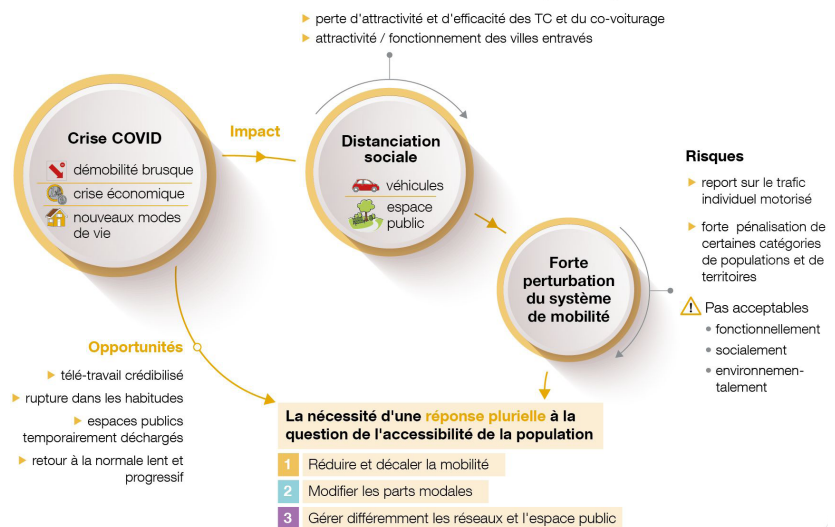 perte d'attractivité et d'efficacité des TC et du co-voiturage
attractivité / fonctionnement des villes entravés
Crise COVID
démobilité brusque
crise économique
nouveaux modes
de vie
Impact
Distanciation
sociale
véhicules
espace
public
Forte
perturbation
du système
de mobilité
Risques
report sur le trafic
individuel motorisé
forte pénalisation de
certaines catégories
de populations et de
territoires
Pas acceptables
fonctionnellement
socialement
environnemen-
talement
Opportunités
télé-travail crédibilisé
rupture dans les habitudes
espaces publics
temporairement déchargés
retour à la normale lent et
progressif
La nécessité d'une réponse plurielle à la
question de l'accessibilité de la population
1 Réduire et décaler la mobilité
2 Modifier les parts modales
3 Gérer différemment les réseaux et l'espace public